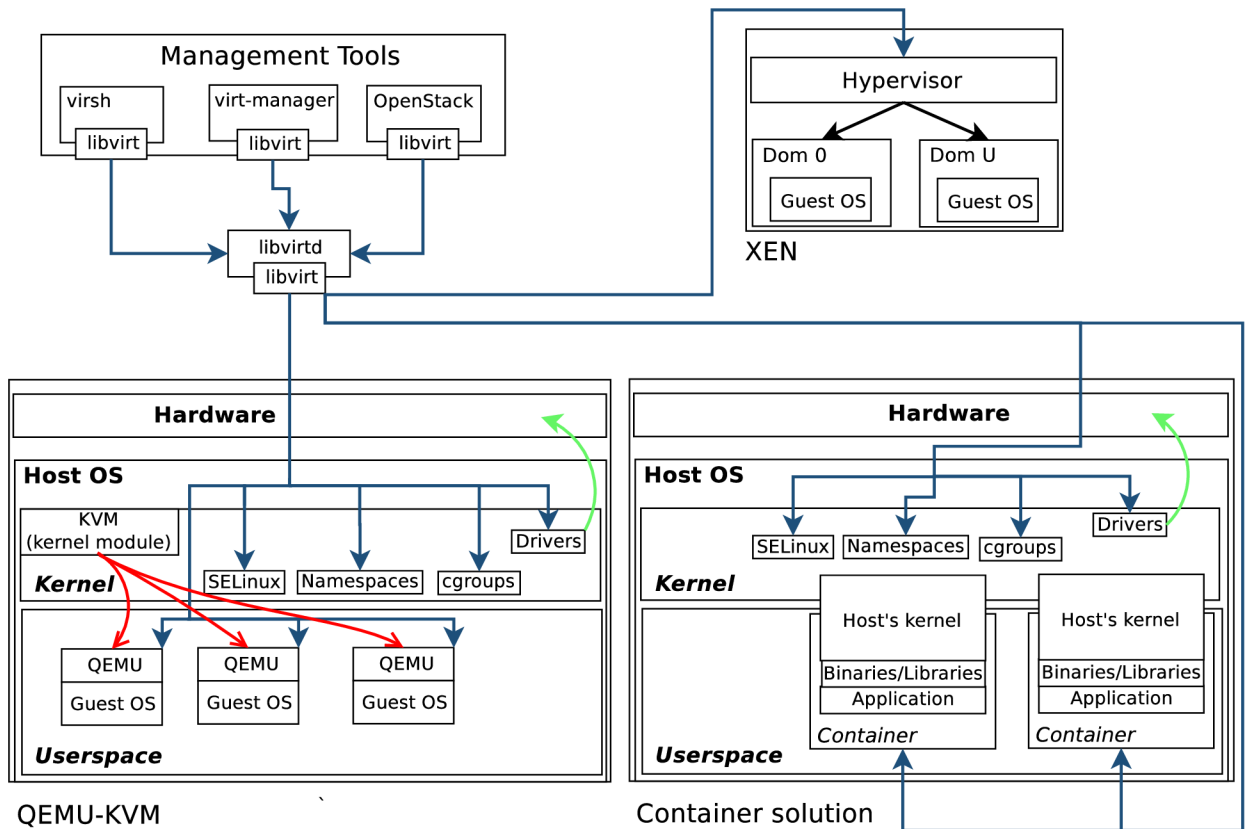 Management Tools
virsh
virt-manager
OpenStack
libvirt
libvirt
libvirt
libvirtd
libvirt
Hypervisor
Dom 0
Dom U
Guest OS
Guest OS
XEN
Hardware
Host OS
KVM
(kernel module)
Drivers
SELinux
Namespaces
cgroups
Kernel
QEMU
QEMU
QEMU
Guest OS
Guest OS
Guest OS
Userspace
QEMU-KVM
`
Hardware
Host OS
Drivers
SELinux
Namespaces
cgroups
Kernel
Host's kernel
Host's kernel
Binaries/Libraries
Binaries/Libraries
Application
Application
Container
Container
Userspace
Container solution